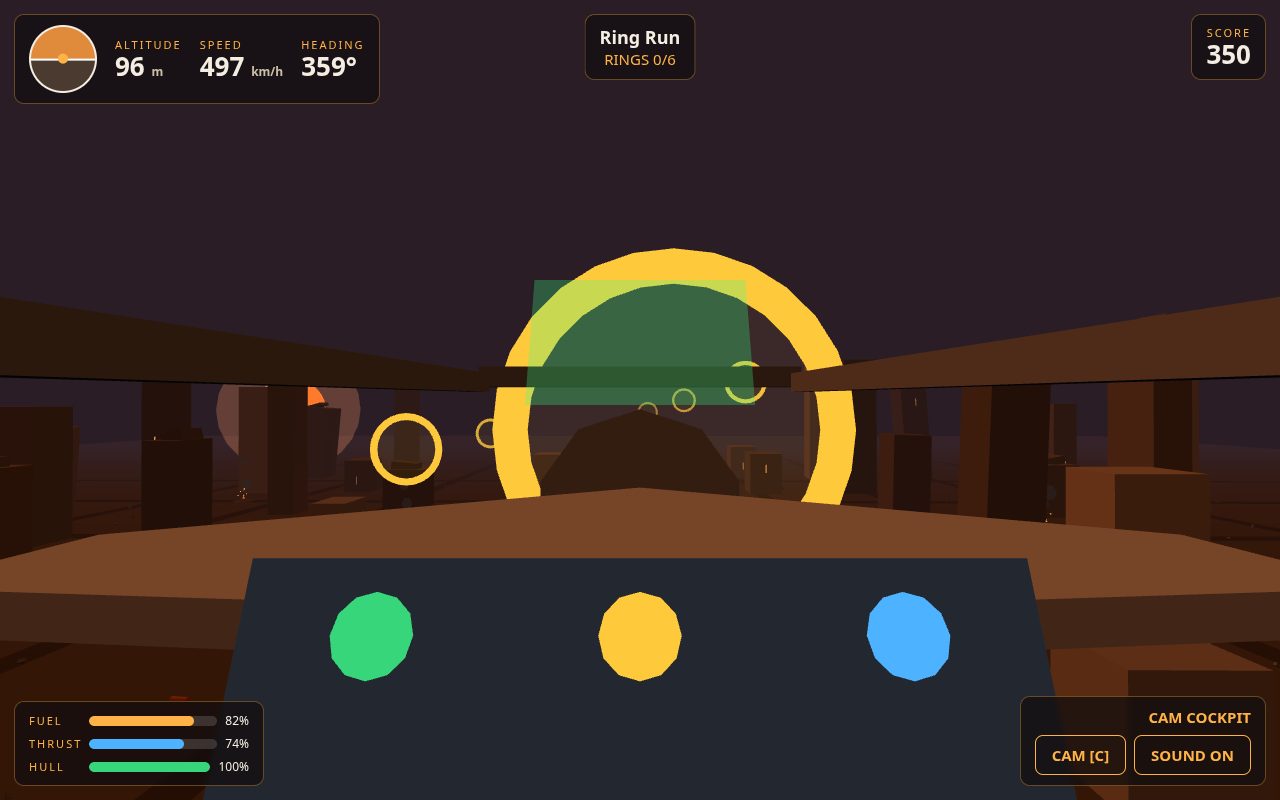 ALTITUDE SPEED HEADING
96 m 497 km/h 359°
Ring Run
RINGS 0/6
SCORE
350
FUEL 82%
THRUST 74%
HULL 100%
CAM COCKPIT
CAM [C] SOUND ON